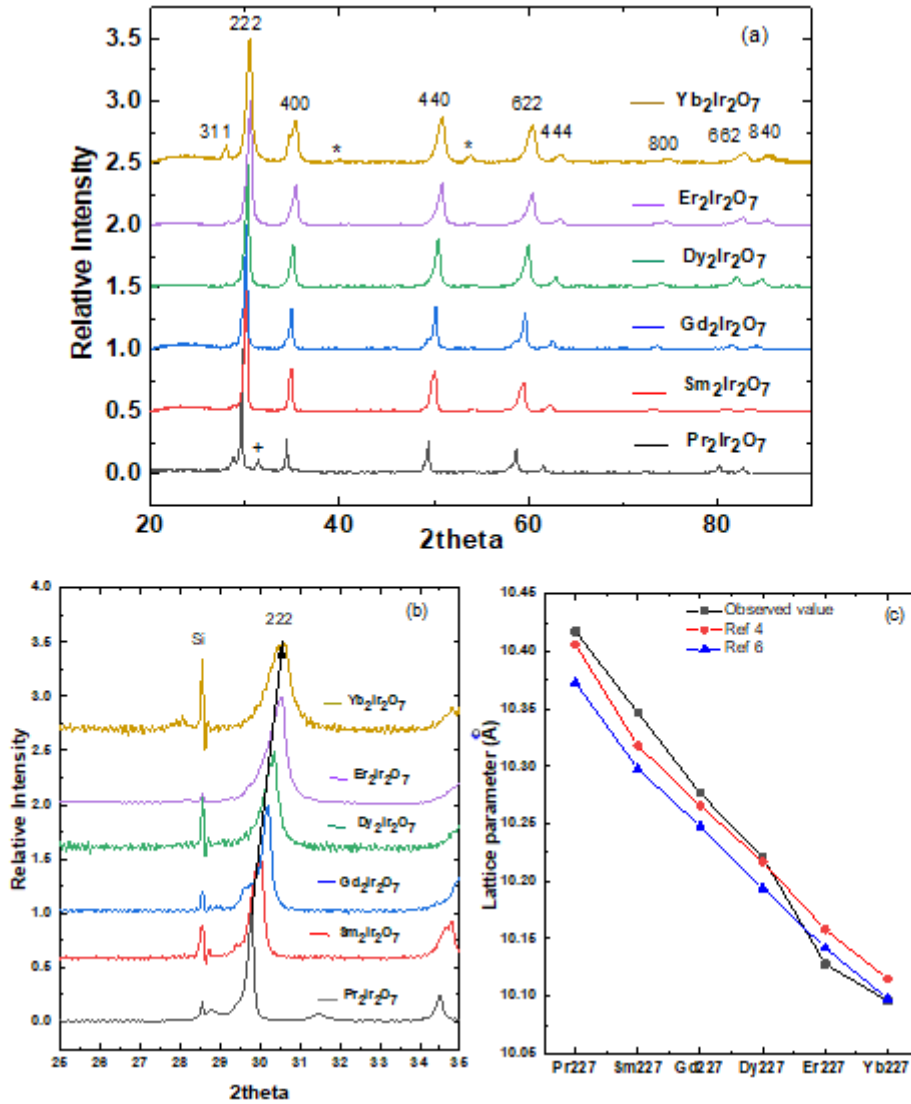 (a)
222
311
400
*
440
*
622
444
800
662
840
+
Yb2Ir2O7
Er2Ir2O7
Dy2Ir2O7
Gd2Ir2O7
Sm2Ir2O7
Pr2Ir2O7
3.5
3.0
2.5
2.0
1.5
1.0
0.5
0.0
Relative Intensity
20
40
60
80
2theta
(b)
222
Si
Yb2Ir2O7
Er2Ir2O7
Dy2Ir2O7
Gd2Ir2O7
Sm2Ir2O7
Pr2Ir2O7
4.0
3.5
3.0
2.5
2.0
1.5
1.0
0.5
0.0
Relative Intensity
25
26
27
28
29
30
31
32
33
34
35
2theta
(c)
Observed value
Ref 4
Ref 6
10.45
10.40
10.35
10.30
10.25
10.20
10.15
10.10
10.05
Lattice parameter (Å)
Pr227
Sm227
Gd227
Dy227
Er227
Yb227